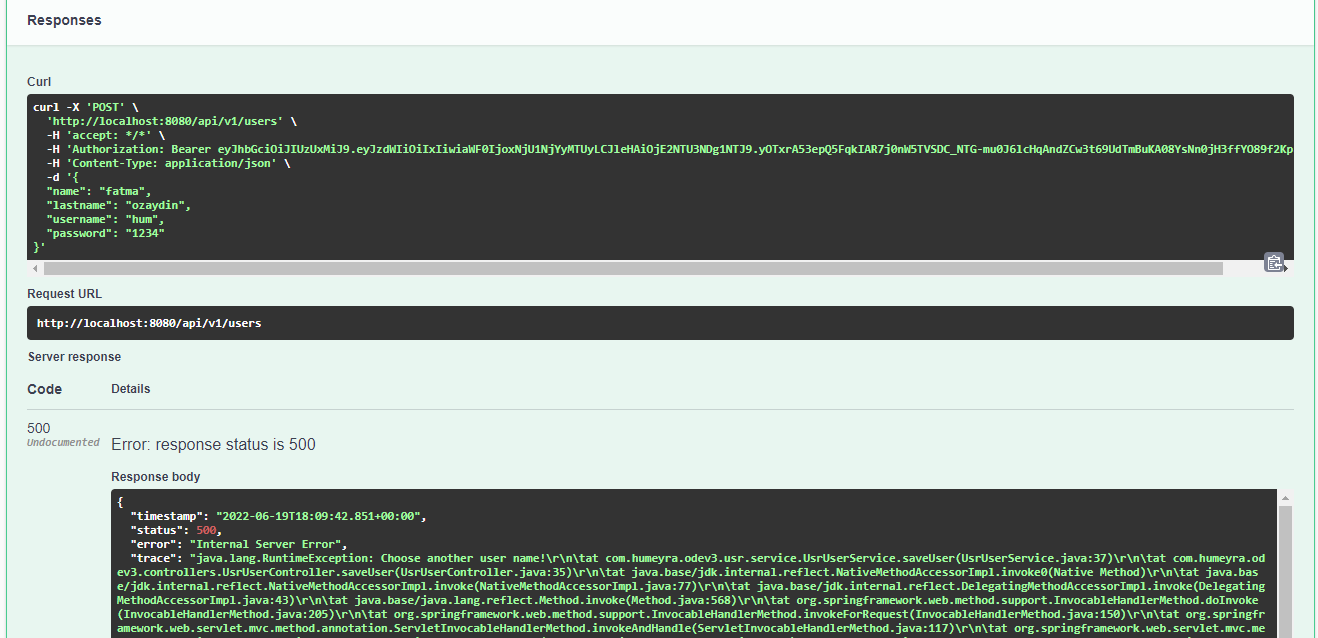 Responses
Curl
curl -X 'POST' \
'http://localhost:8080/api/v1/users' \
-H 'accept: */*' \
-H 'Authorization: Bearer eyJhbGciOiJIUzUxMiJ9.eyJzdWIiOiIxIiwiaWF0IjoxNjU1NjYyMTUyLCJleHAiOjE2NTU3NDg1NTJ9.yOTxrA53epQ5FqkIAR7j0nW5TVSDC_NTG-mu0J6lcHqAndZCw3t69UdTmBuKA08YsNn0jH3ffYO89f2Kp
-H 'Content-Type: application/json' \
-d '{
"name": "fatma",
"lastname": "ozaydin",
"username": "hum",
"password": "1234"
}'
Request URL
http://localhost:8080/api/v1/users
Server response
Code Details
500
Undocumented
Error: response status is 500
Response body
{
"timestamp": "2022-06-19T18:09:42.851+00:00",
"status": 500,
"error": "Internal Server Error",
"trace": "java.lang.RuntimeException: Choose another user name!\r\n\tat com.humeyra.odev3.usr.service.UsrUserService.saveUser(UsrUserService.java:37)\r\n\tat com.humeyra.od
ev3.controllers.UsrUserController.saveUser(UsrUserController.java:35)\r\n\tat java.base/jdk.internal.reflect.NativeMethodAccessorImpl.invoke0(Native Method)\r\n\tat java.bas
e/jdk.internal.reflect.NativeMethodAccessorImpl.invoke(NativeMethodAccessorImpl.java:77)\r\n\tat java.base/jdk.internal.reflect.DelegatingMethodAccessorImpl.invoke(Delegating
MethodAccessorImpl.java:43)\r\n\tat java.base/java.lang.reflect.Method.invoke(Method.java:568)\r\n\tat org.springframework.web.method.support.InvocableHandlerMethod.doInvoke
(InvocableHandlerMethod.java:205)\r\n\tat org.springframework.web.method.support.InvocableHandlerMethod.invokeForRequest(InvocableHandlerMethod.java:150)\r\n\tat org.springfr
amework.web.servlet.mvc.method.annotation.ServletInvocableHandlerMethod.invokeAndHandle(ServletInvocableHandlerMethod.java:117)\r\n\tat org.springframework.web.servlet.mvc.me